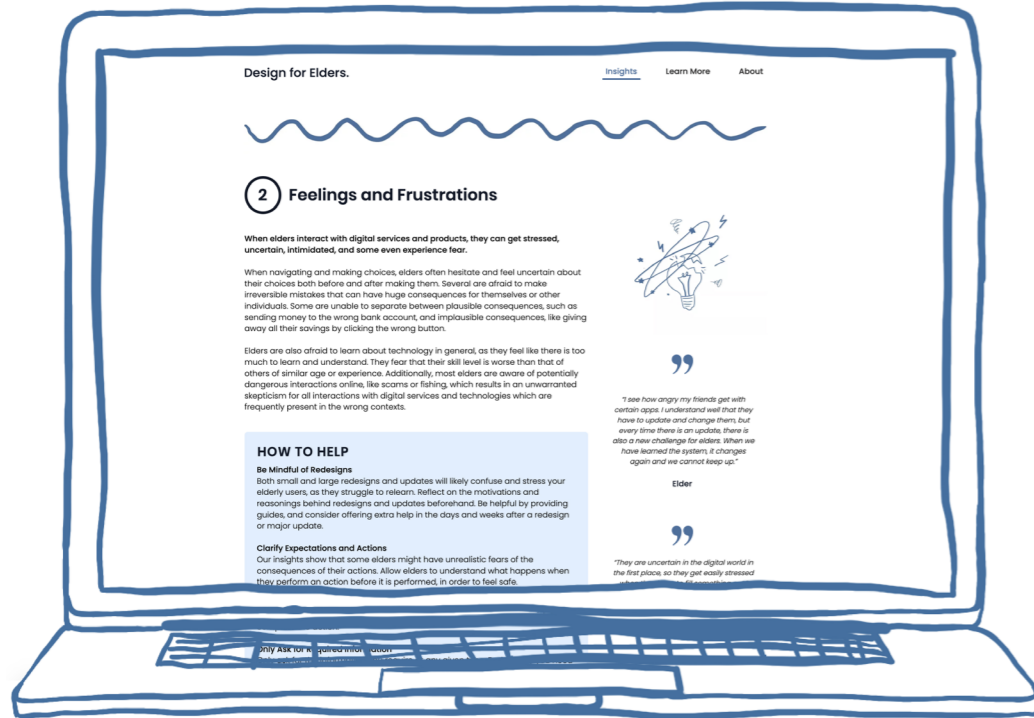 Design for Elders.
Insights
Learn More
About
2
Feelings and Frustrations
When elders interact with digital services and products, they can get stressed,
uncertain, intimidated, and some even experience fear.
When navigating and making choices, elders often hesitate and feel uncertain about
their choices both before and after making them. Several are afraid to make
irreversible mistakes that can have huge consequences for themselves or other
individuals. Some are unable to separate between plausible consequences, such as
sending money to the wrong bank account, and implausible consequences, like giving
away all their savings by clicking the wrong button.
Elders are also afraid to learn about technology in general, as they feel like there is too
much to learn and understand. They fear that their skill level is worse than that of
others of similar age or experience. Additionally, most elders are aware of potentially
dangerous interactions online, like scams or fishing, which results in an unwarranted
skepticism for all interactions with digital services and technologies which are
frequently present in the wrong contexts.
HOW TO HELP
Be Mindful of Redesigns
Both small and large redesigns and updates will likely confuse and stress your
elderly users, as they struggle to relearn. Reflect on the motivations and
reasonings behind redesigns and updates beforehand. Be helpful by providing
guides, and consider offering extra help in the days and weeks after a redesign
or major update.
Clarify Expectations and Actions
Our insights show that some elders might have unrealistic fears of the
consequences of their actions. Allow elders to understand what happens when
they perform an action before it is performed, in order to feel safe.
Only Ask for Required Information
”
"I see how angry my friends get with
certain apps. I understand well that they
have to update and change them, but
every time there is an update, there is
also a new challenge for elders. When we
have learned the system, it changes
again and we cannot keep up."
Elder
”
"They are uncertain in the digital world in
the first place, so they get easily stressed